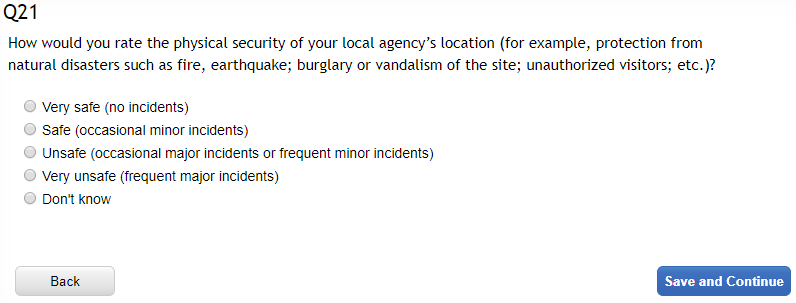 Q21
How would you rate the physical security of your local agency’s location (for example, protection from
natural disasters such as fire, earthquake; burglary or vandalism of the site; unauthorized visitors; etc.)?
Very safe (no incidents)
Safe (occasional minor incidents)
Unsafe (occasional major incidents or frequent minor incidents)
Very unsafe (frequent major incidents)
Don't know
Back
Save and Continue